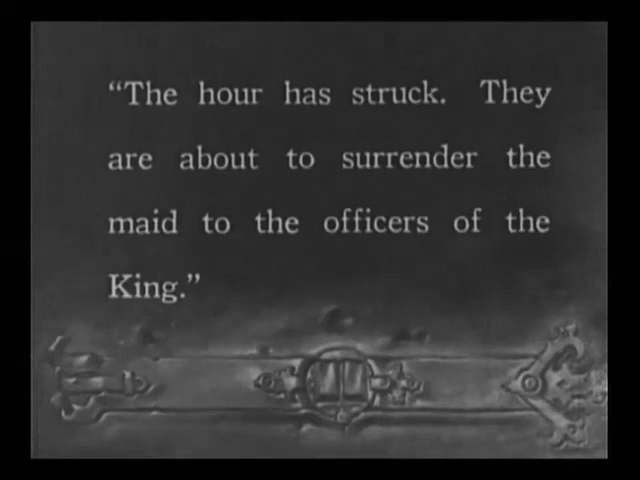 “The hour has struck. They
are about to surrender the
maid to the officers of the
King.”